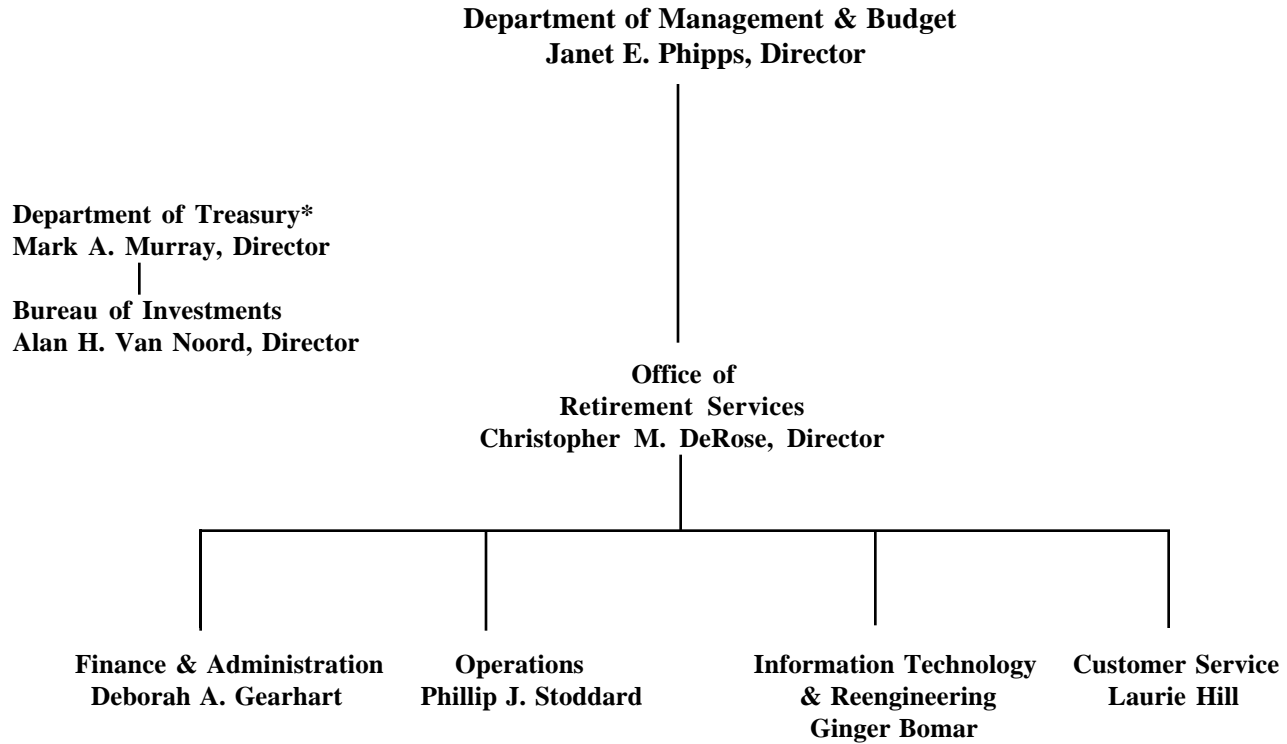 Department of Management & Budget
Janet E. Phipps, Director
Department of Treasury*
Mark A. Murray, Director
Bureau of Investments
Alan H. Van Noord, Director
Office of
Retirement Services
Christopher M. DeRose, Director
Finance & Administration
Deborah A. Gearhart
Operations
Phillip J. Stoddard
Information Technology
& Reengineering
Ginger Bomar
Customer Service
Laurie Hill